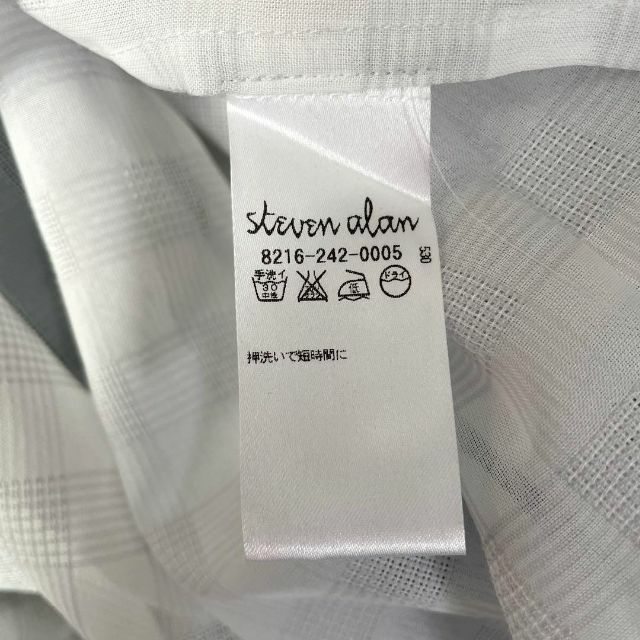 steven alan
8216-242-0005
手洗イ
30
中性
低
ドライ
押洗いで短時間に